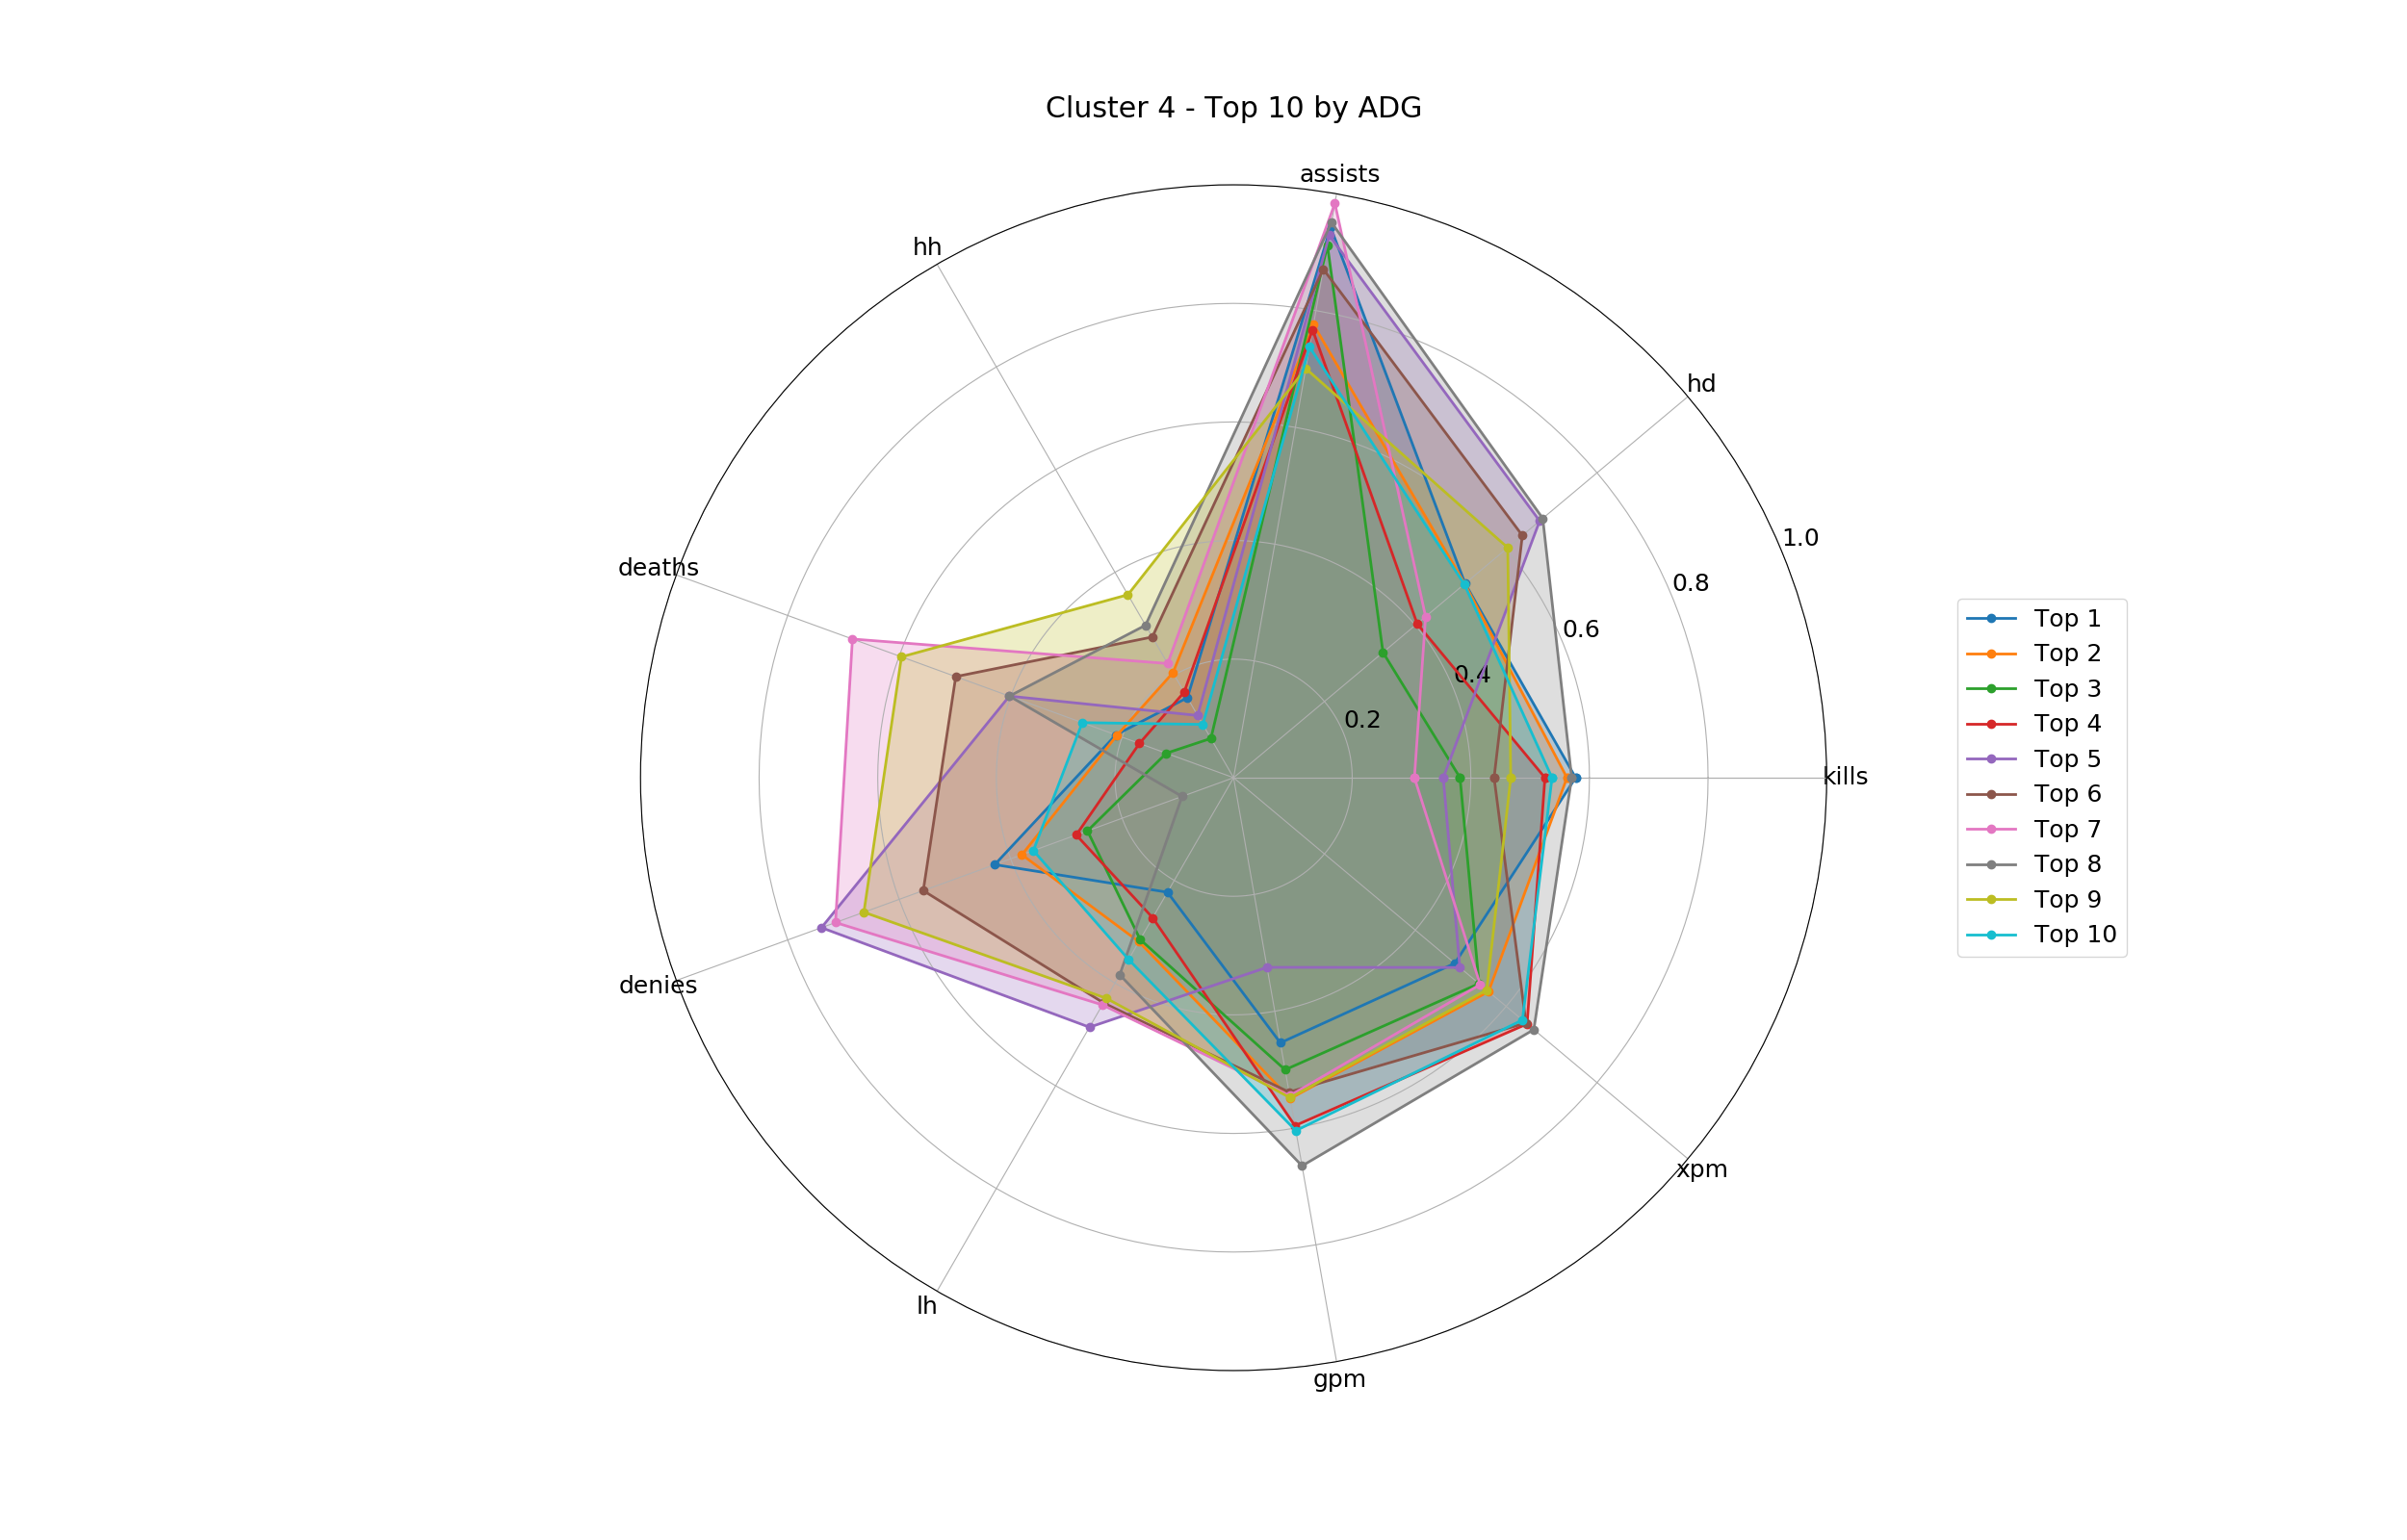 Cluster 4 - Top 10 by ADG
assists
hh
hd
deaths
1.0
0.8
0.6
0.4
0.2
kills
denies
xpm
lh
gpm
Top 1
Top 2
Top 3
Top 4
Top 5
Top 6
Top 7
Top 8
Top 9
Top 10